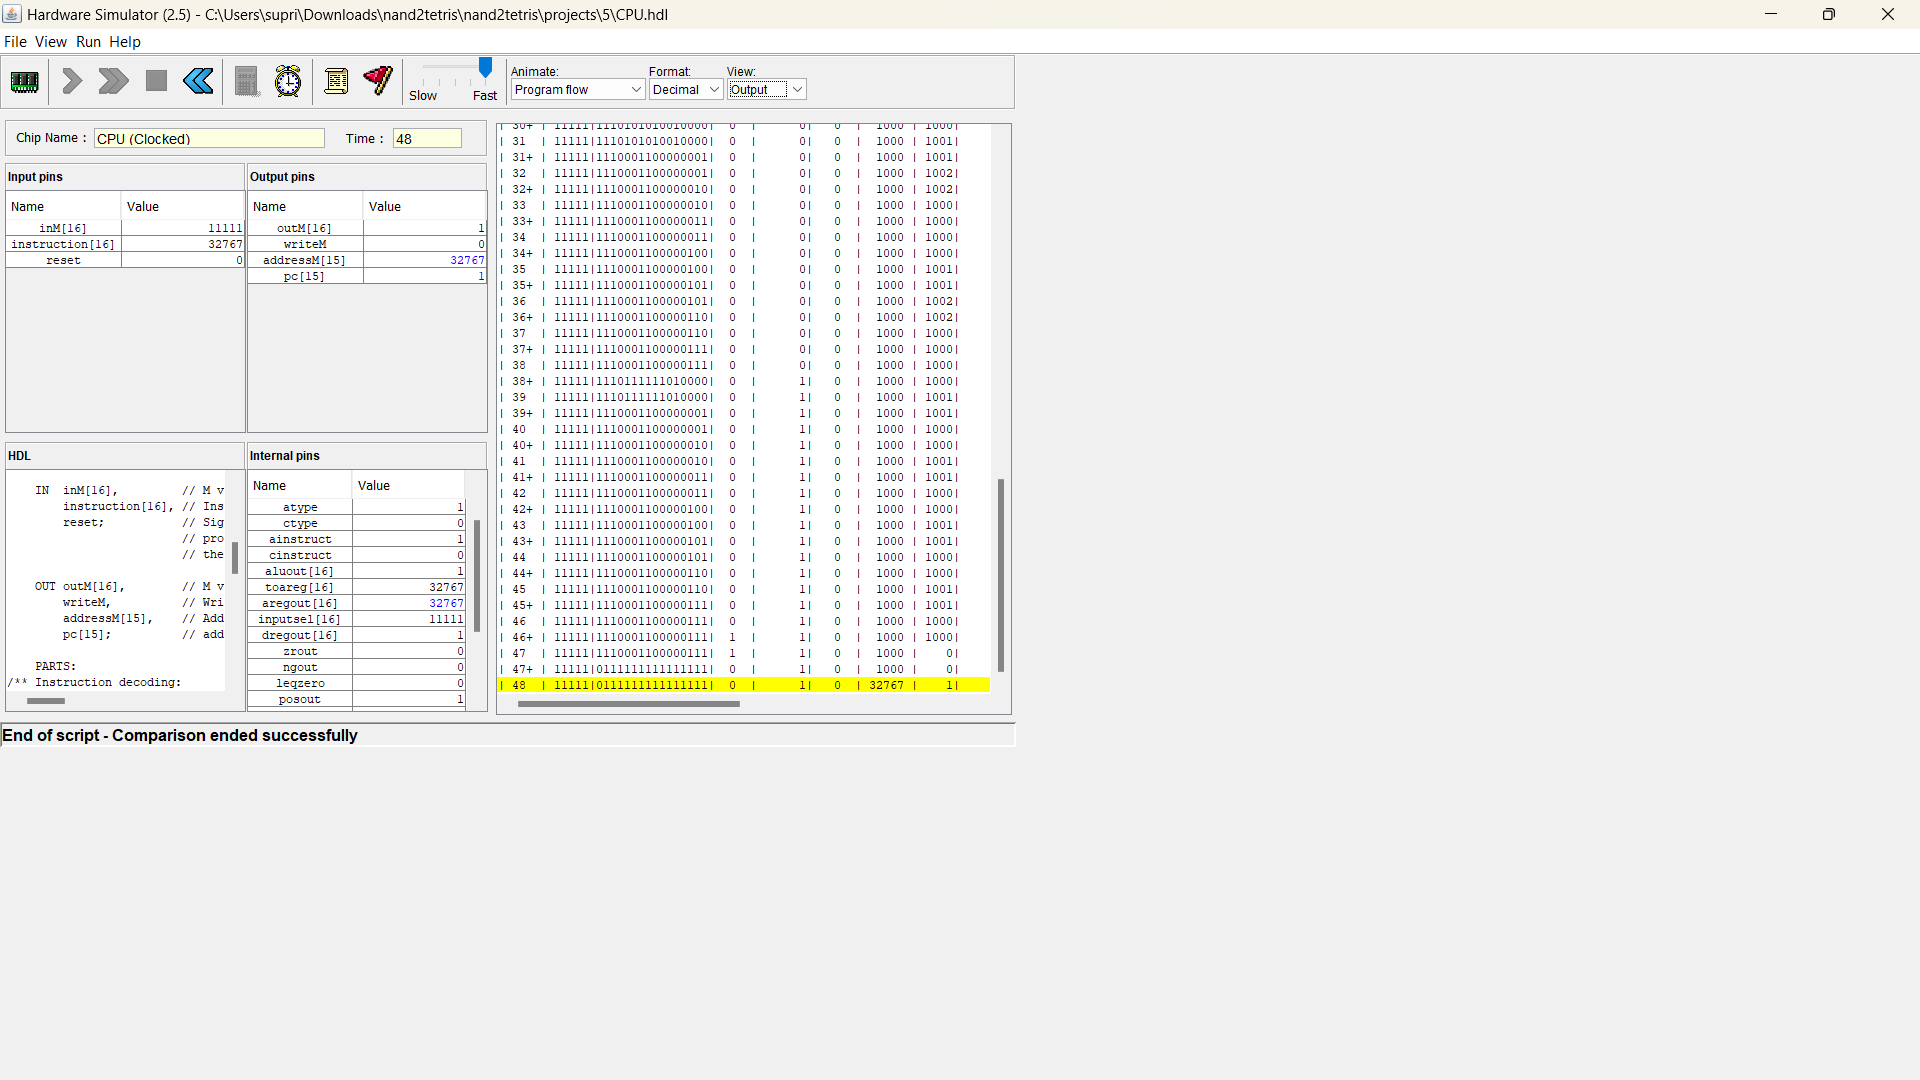 Hardware Simulator (2.5) - C:\Users\supri\Downloads\nand2tetris\nand2tetris\projects\5\CPU.hdl
File View Run Help
Slow Fast
Animate: Format: View:
Program flow Decimal Output
Chip Name : CPU (Clocked) Time : 48
Input pins
Name Value
inM[16] 11111
instruction[16] 32767
reset 0
Output pins
Name Value
outM[16] 1
writeM 0
addressM[15] 32767
pc[15] 1
HDL
IN inM[16], // M v
instruction[16], // Ins
reset; // Sig
// pro
// the
OUT outM[16], // M v
writeM, // Wri
addressM[15], // Add
pc[15]; // add
PARTS:
/** Instruction decoding:
Internal pins
Name Value
atype 1
ctype 0
ainstruct 1
cinstruct 0
aluout[16] 1
toareg[16] 32767
aregout[16] 32767
inputsel[16] 11111
dregout[16] 1
zrout 0
ngout 0
leqzero 0
posout 1
| 30+ | 11111|1110101010010000| 0 | 0| 0 | 1000 | 1000|
| 31 | 11111|1110101010010000| 0 | 0| 0 | 1000 | 1001|
| 31+ | 11111|1110001100000001| 0 | 0| 0 | 1000 | 1001|
| 32 | 11111|1110001100000001| 0 | 0| 0 | 1000 | 1002|
| 32+ | 11111|1110001100000010| 0 | 0| 0 | 1000 | 1002|
| 33 | 11111|1110001100000010| 0 | 0| 0 | 1000 | 1000|
| 33+ | 11111|1110001100000011| 0 | 0| 0 | 1000 | 1000|
| 34 | 11111|1110001100000011| 0 | 0| 0 | 1000 | 1000|
| 34+ | 11111|1110001100000100| 0 | 0| 0 | 1000 | 1000|
| 35 | 11111|1110001100000100| 0 | 0| 0 | 1000 | 1001|
| 35+ | 11111|1110001100000101| 0 | 0| 0 | 1000 | 1001|
| 36 | 11111|1110001100000101| 0 | 0| 0 | 1000 | 1002|
| 36+ | 11111|1110001100000110| 0 | 0| 0 | 1000 | 1002|
| 37 | 11111|1110001100000110| 0 | 0| 0 | 1000 | 1000|
| 37+ | 11111|1110001100000111| 0 | 0| 0 | 1000 | 1000|
| 38 | 11111|1110001100000111| 0 | 0| 0 | 1000 | 1000|
| 38+ | 11111|1110111111010000| 0 | 1| 0 | 1000 | 1000|
| 39 | 11111|1110111111010000| 0 | 1| 0 | 1000 | 1001|
| 39+ | 11111|1110001100000001| 0 | 1| 0 | 1000 | 1001|
| 40 | 11111|1110001100000001| 0 | 1| 0 | 1000 | 1000|
| 40+ | 11111|1110001100000010| 0 | 1| 0 | 1000 | 1000|
| 41 | 11111|1110001100000010| 0 | 1| 0 | 1000 | 1001|
| 41+ | 11111|1110001100000011| 0 | 1| 0 | 1000 | 1001|
| 42 | 11111|1110001100000011| 0 | 1| 0 | 1000 | 1000|
| 42+ | 11111|1110001100000100| 0 | 1| 0 | 1000 | 1000|
| 43 | 11111|1110001100000100| 0 | 1| 0 | 1000 | 1001|
| 43+ | 11111|1110001100000101| 0 | 1| 0 | 1000 | 1001|
| 44 | 11111|1110001100000101| 0 | 1| 0 | 1000 | 1000|
| 44+ | 11111|1110001100000110| 0 | 1| 0 | 1000 | 1000|
| 45 | 11111|1110001100000110| 0 | 1| 0 | 1000 | 1001|
| 45+ | 11111|1110001100000111| 0 | 1| 0 | 1000 | 1001|
| 46 | 11111|1110001100000111| 0 | 1| 0 | 1000 | 1000|
| 46+ | 11111|1110001100000111| 1 | 1| 0 | 1000 | 1000|
| 47 | 11111|1110001100000111| 1 | 1| 0 | 1000 | 0|
| 47+ | 11111|0111111111111111| 0 | 1| 0 | 1000 | 0|
| 48 | 11111|0111111111111111| 0 | 1| 0 | 32767 | 1|
End of script - Comparison ended successfully